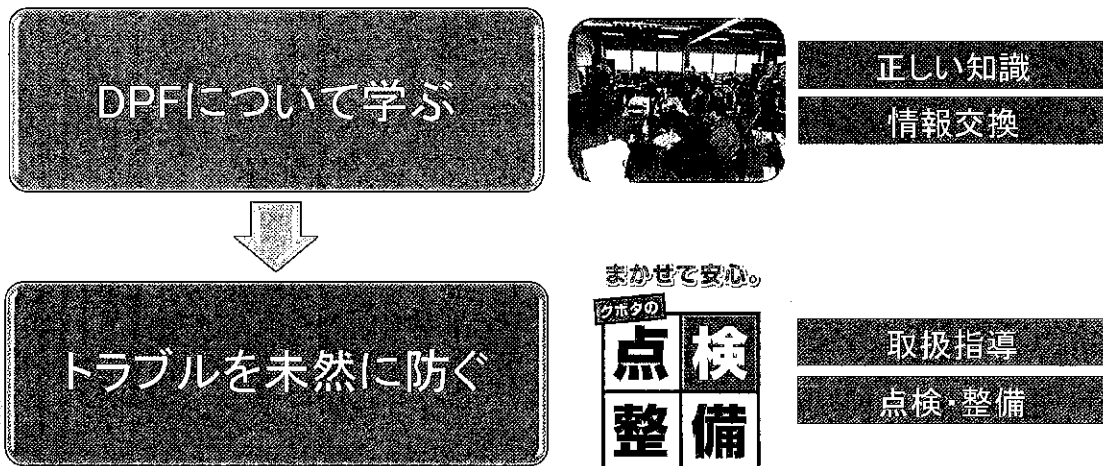 DPFについて学ぶ
正しい知識
情報交換
トラブルを未然に防ぐ
まかせて安心。
クボタの
点検
整備
取扱指導
点検・整備